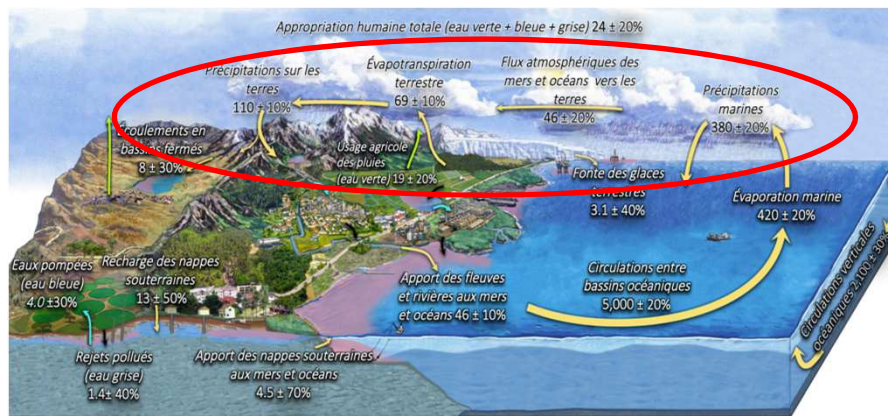 Appropriation humaine totale (eau verte + bleue + grise) 24 ± 20%
Précipitations sur les
terres
110 ± 10%
Évapotranspiration
terrestre
69 ± 10%
Flux atmosphériques des
mers et océans vers les
terres
46 ± 20%
Précipitations
marines
380 ± 20%
Écroulements en
bassins fermés
8 ± 30%
Usage agricole
des pluies
(eau verte) 19 ± 20%
Fonte des glaces
terrestres
3.1 ± 40%
Évaporation marine
420 ± 20%
Eaux pompées
(eau bleue)
4.0 ±30%
Recharge des nappes
souterraines
13 ± 50%
Apport des fleuves
et rivières aux mers
et océans 46 ± 10%
Circulations entre
bassins océaniques
5,000 ± 20%
Circulations verticales
océaniques 2,100 ± 30%
Rejets pollués
(eau grise)
1.4± 40%
Apport des nappes souterraines
aux mers et océans
4.5 ± 70%